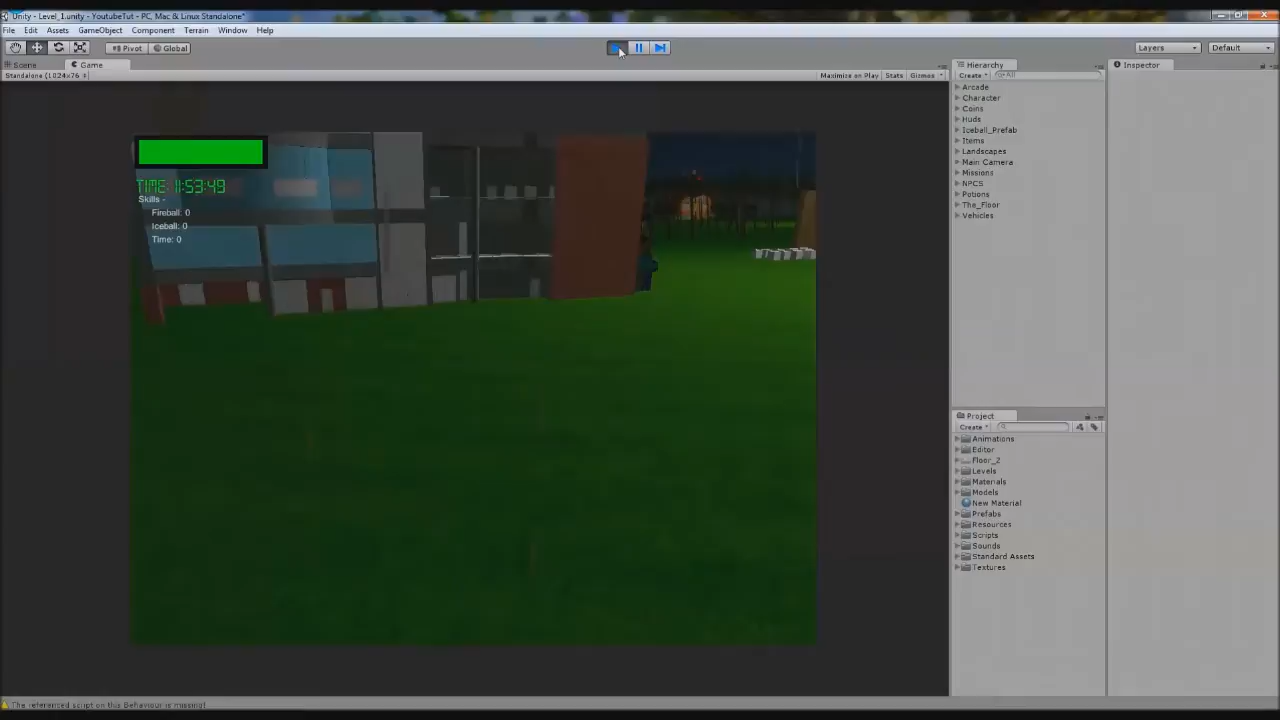 Unity - Level_1.unity - YoutubeTut - PC, Mac & Linux Standalone*
File Edit Assets GameObject Component Terrain Window Help
Pivot Global Layers Default
Scene Game Hierarchy Inspector
Standalone (1024x76 Maximize on Play Stats Gizmos Create All
Arcade
Character
Coins
Huds
Iceball_Prefab
Items
Landscapes
Main Camera
Missions
NPCS
Potions
The_Floor
Vehicles
TIME: 11:53:49
Skills -
Fireball: 0
Iceball: 0
Time: 0
Project
Create
Animations
Editor
Floor_2
Levels
Materials
Models
New Material
Prefabs
Resources
Scripts
Sounds
Standard Assets
Textures
The referenced script on this Behaviour is missing!